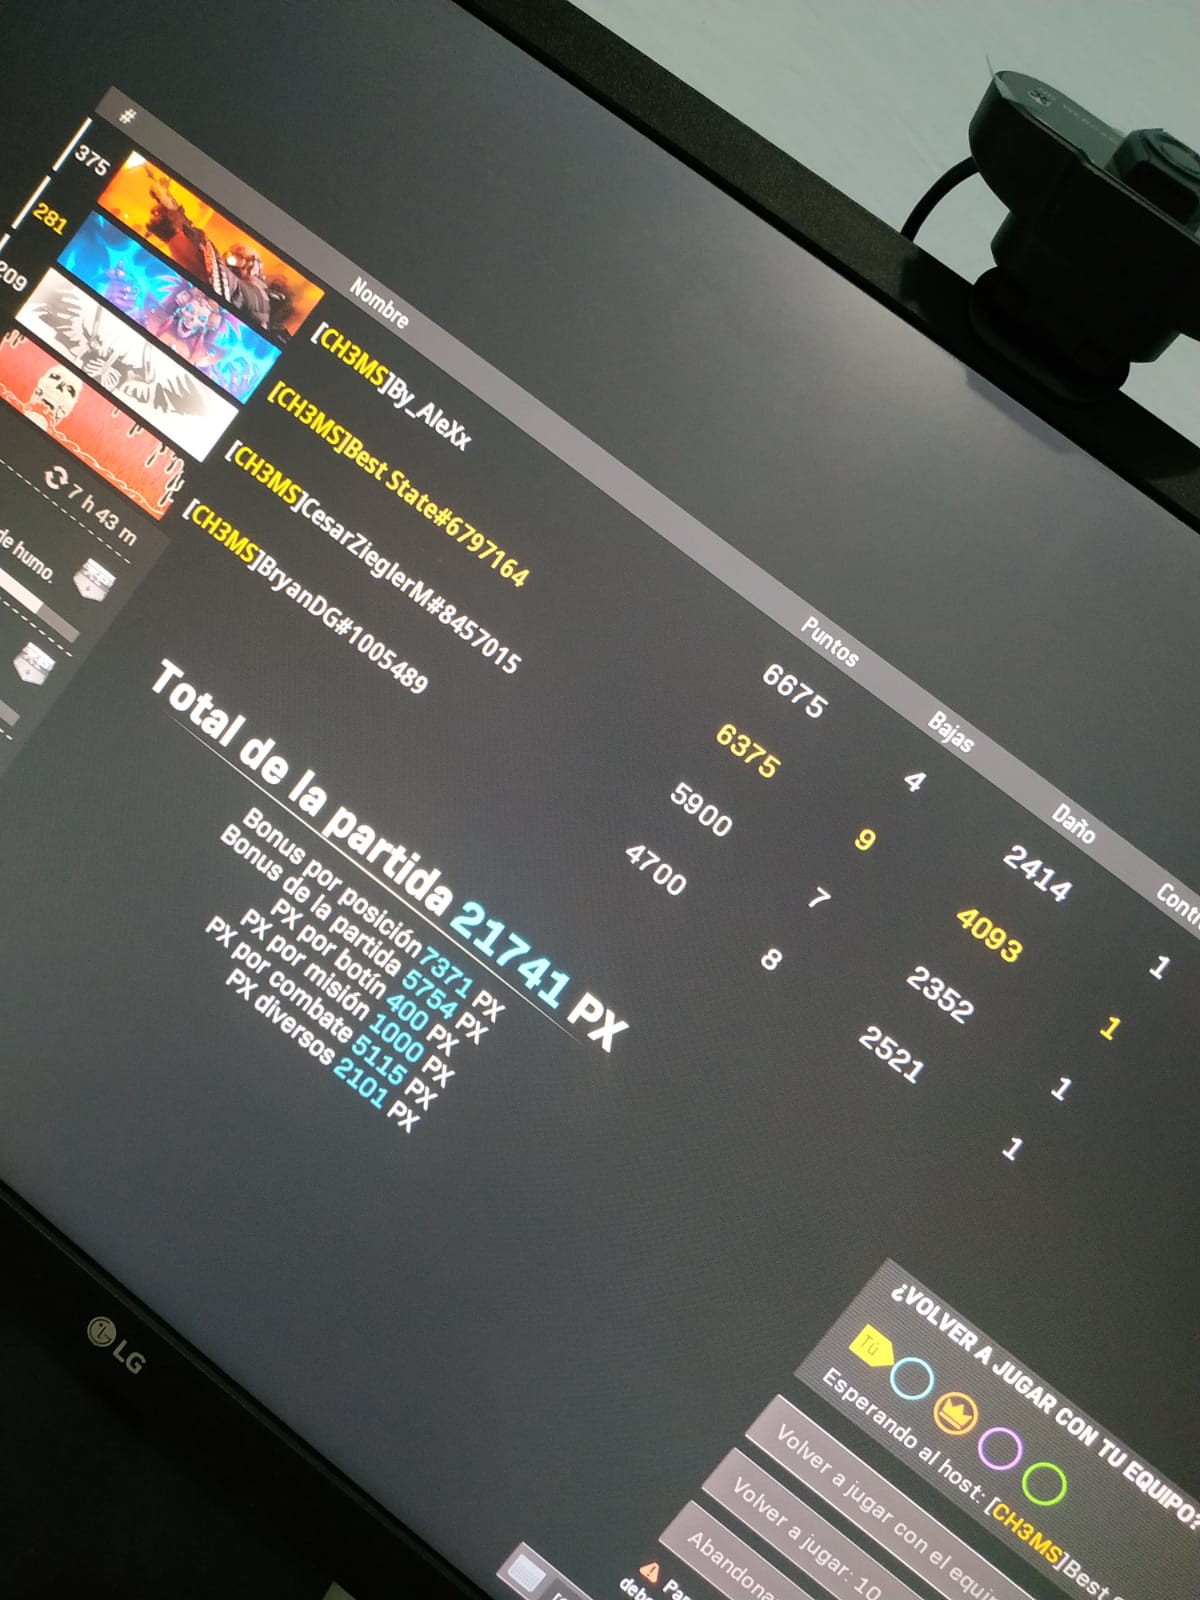 # Nombre Puntos Bajas Daño
375 [CH3MS]By_AleXx 6675 4 2414 1
281 [CH3MS]Best State#6797164 6375 9 4093 1
209 [CH3MS]CesarZieglerM#8457015 5900 7 2352 1
[CH3MS]BryanDG#1005489 4700 8 2521 1
7 h 43 m
de humo.
Total de la partida 21741 PX
Bonus por posición 7371 PX
Bonus de la partida 5754 PX
PX por botín 400 PX
PX por misión 1000 PX
PX por combate 5115 PX
PX diversos 2101 PX
¿VOLVER A JUGAR CON TU EQUIPO?
Tú
Esperando al host: [CH3MS]Best
Volver a jugar con el equip
Volver a jugar: 10
Abandona
LG